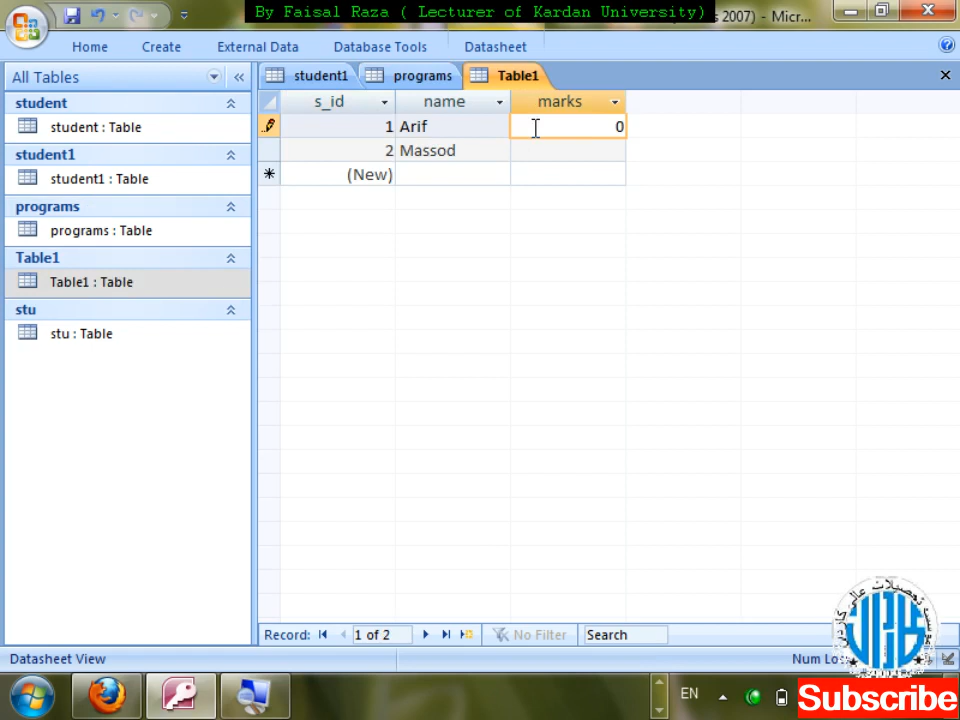 By Faisal Raza ( Lecturer of Kardan University)
s 2007) - Micr...
Home
Create
External Data
Database Tools
Datasheet
All Tables
student
student : Table
student1
student1 : Table
programs
programs : Table
Table1
Table1 : Table
stu
stu : Table
student1
programs
Table1
s_id
name
marks
1
Arif
0
2
Massod
(New)
Record:
1 of 2
No Filter
Search
Datasheet View
Num Lo
EN
Subscribe